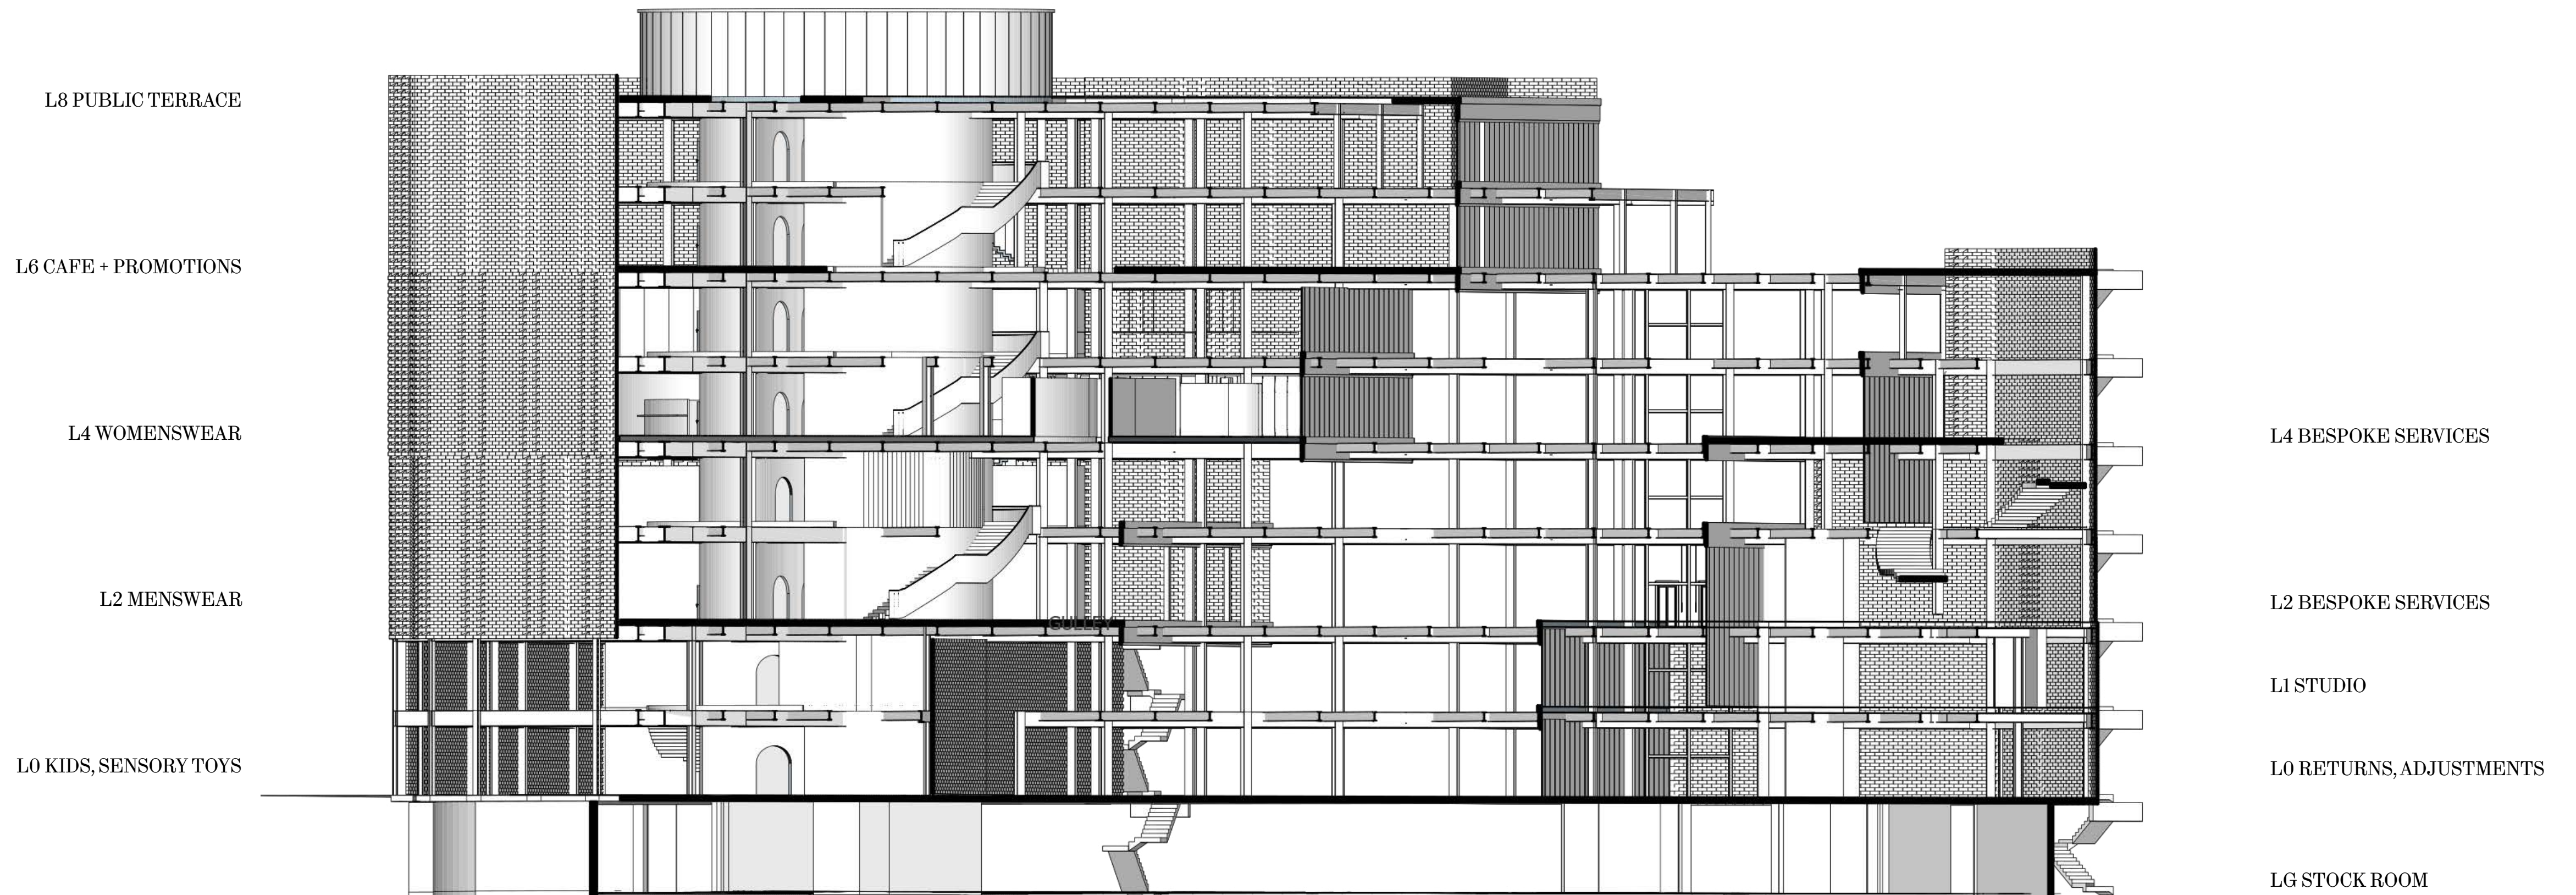 L8 PUBLIC TERRACE
L6 CAFE + PROMOTIONS
L4 WOMENSWEAR
L4 BESPOKE SERVICES
L2 MENSWEAR
L2 BESPOKE SERVICES
GULLEY
L1 STUDIO
L0 KIDS, SENSORY TOYS
L0 RETURNS, ADJUSTMENTS
LG STOCK ROOM